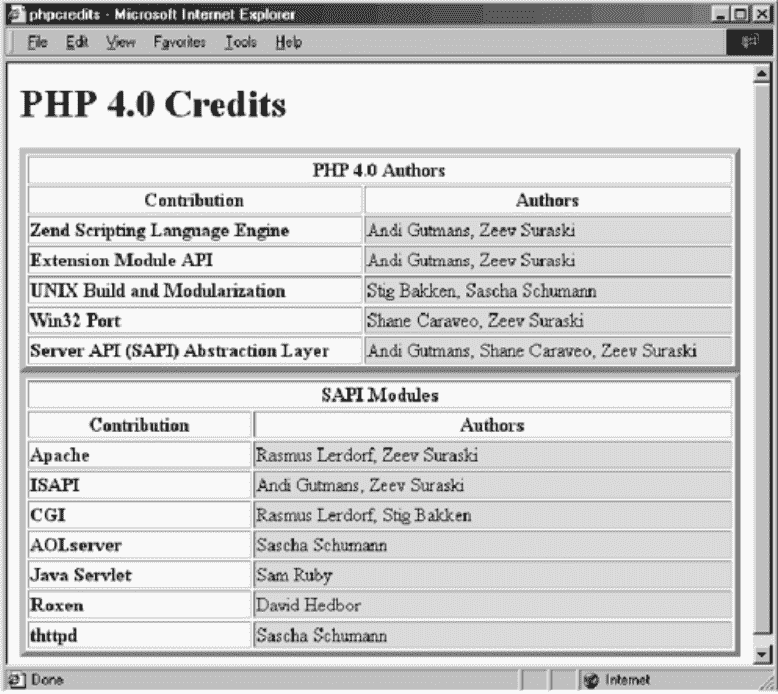 phpcredits - Microsoft Internet Explorer
File Edit View Favorites Tools Help
PHP 4.0 Credits
PHP 4.0 Authors
Contribution Authors
Zend Scripting Language Engine Andi Gutmans, Zeev Suraski
Extension Module API Andi Gutmans, Zeev Suraski
UNIX Build and Modularization Stig Bakken, Sascha Schumann
Win32 Port Shane Caraveo, Zeev Suraski
Server API (SAPI) Abstraction Layer Andi Gutmans, Shane Caraveo, Zeev Suraski
SAPI Modules
Contribution Authors
Apache Rasmus Lerdorf, Zeev Suraski
ISAPI Andi Gutmans, Zeev Suraski
CGI Rasmus Lerdorf, Stig Bakken
AOLserver Sascha Schumann
Java Servlet Sam Ruby
Roxen David Hedbor
thttpd Sascha Schumann
Done Internet